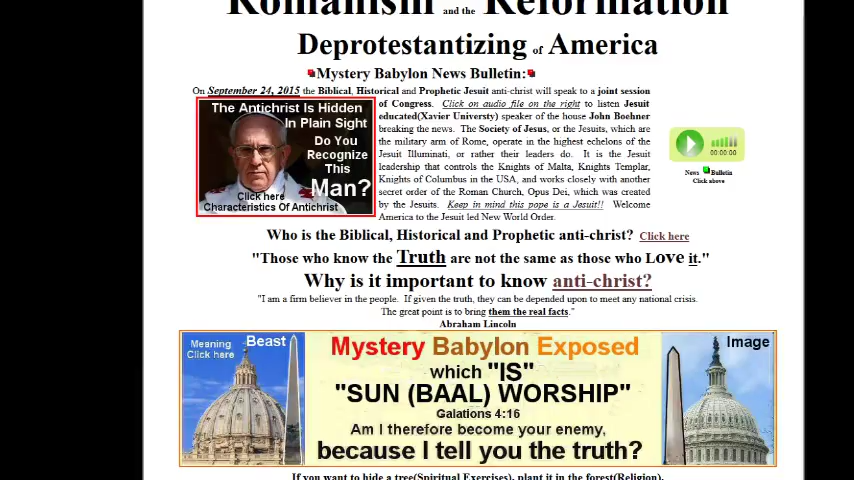 Romanism and the Reformation
Deprotestantizing of America
Mystery Babylon News Bulletin:
On September 24, 2015 the Biblical, Historical and Prophetic Jesuit anti-christ will speak to a joint session
of Congress. Click on audio file on the right to listen Jesuit
educated(Xavier Universty) speaker of the house John Boehner
breaking the news. The Society of Jesus, or the Jesuits, which are
the military arm of Rome, operate in the highest echelons of the
Jesuit Illuminati, or rather their leaders do. It is the Jesuit
leadership that controls the Knights of Malta, Knights Templar,
Knights of Columbus in the USA, and works closely with another
secret order of the Roman Church, Opus Dei, which was created
by the Jesuits. Keep in mind this pope is a Jesuit!! Welcome
America to the Jesuit led New World Order.
The Antichrist Is Hidden
In Plain Sight
Do You
Recognize
This
Man?
Click here
Characteristics Of Antichrist
00:00:00
News Bulletin
Click above
Who is the Biblical, Historical and Prophetic anti-christ? Click here
"Those who know the Truth are not the same as those who Love it."
Why is it important to know anti-christ?
"I am a firm believer in the people. If given the truth, they can be depended upon to meet any national crisis.
The great point is to bring them the real facts."
Abraham Lincoln
Meaning
Click here
Beast
Mystery Babylon Exposed
which "IS"
"SUN (BAAL) WORSHIP"
Galations 4:16
Am I therefore become your enemy,
because I tell you the truth?
Image
If you want to hide a tree(Spiritual Exercises), plant it in the forest(Religion).